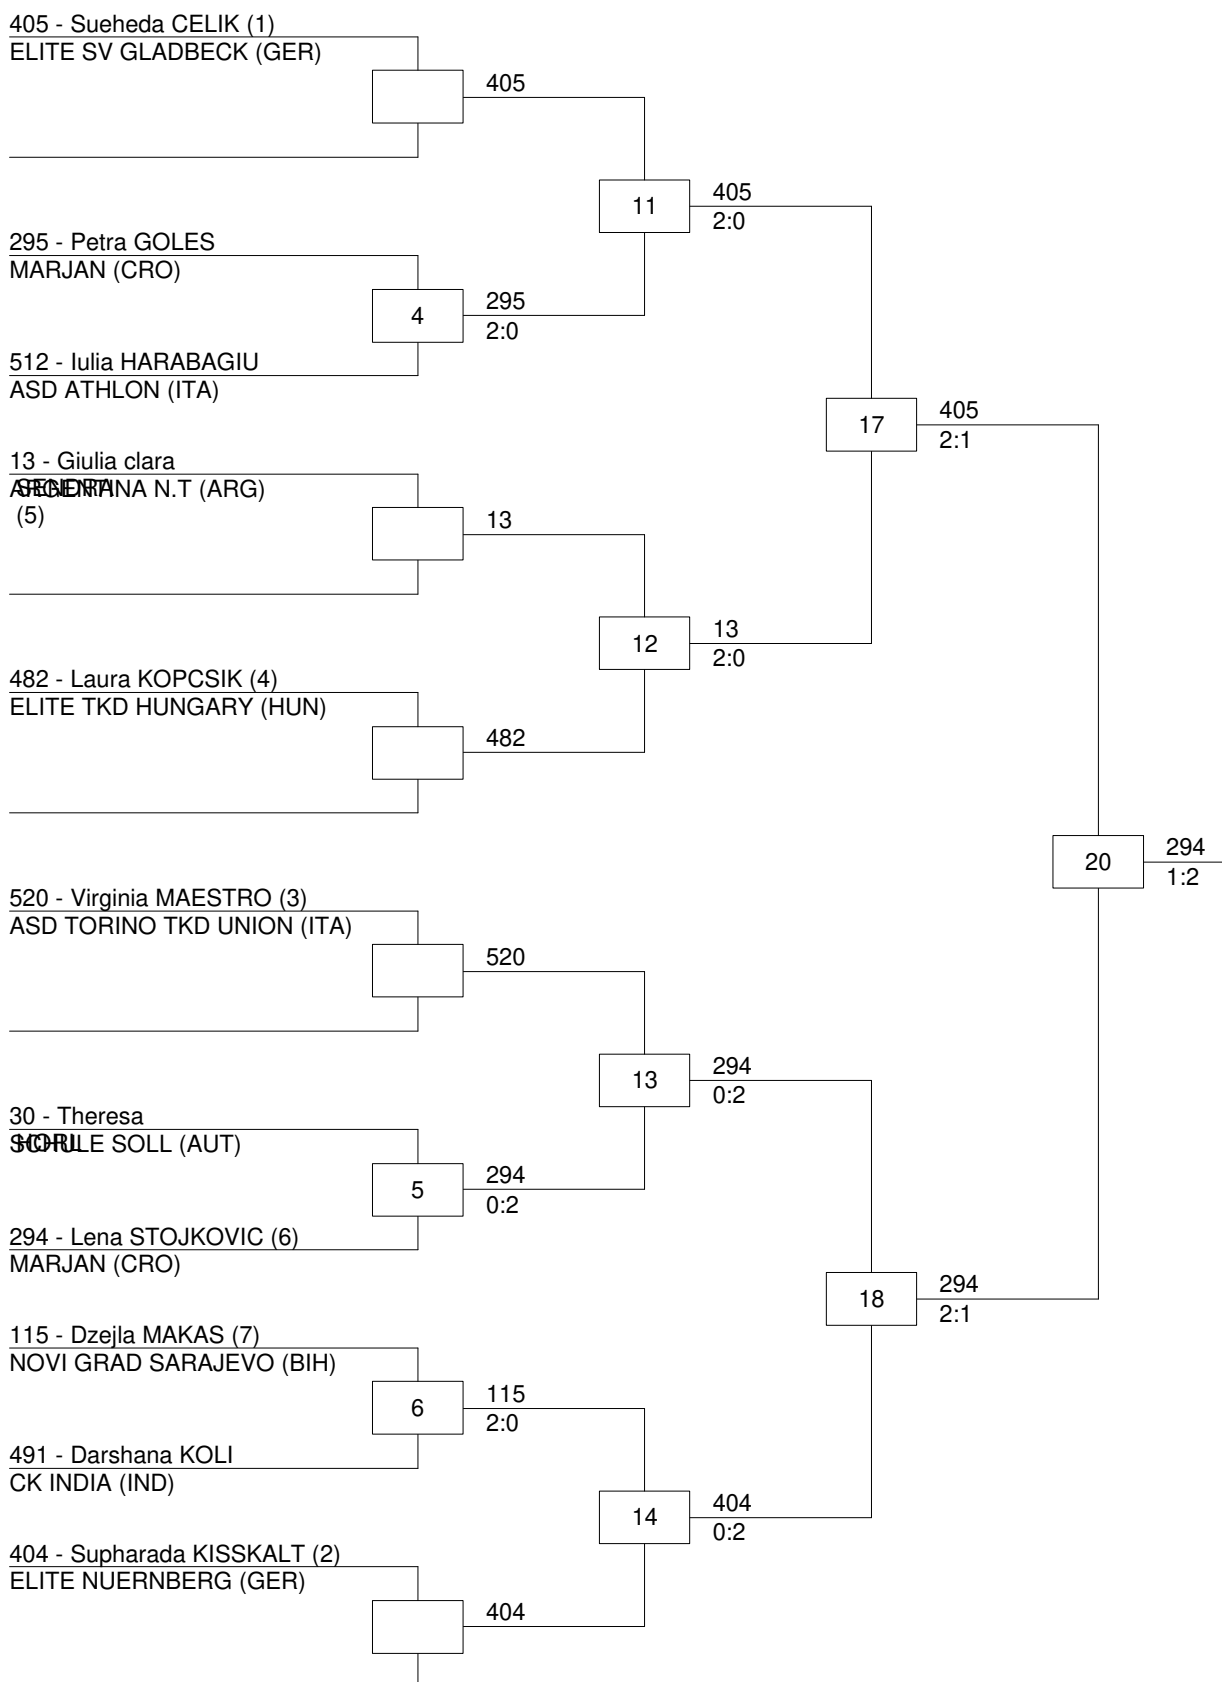 405 - Sueheda CELIK (1)
ELITE SV GLADBECK (GER)
405
11
405
2:0
295 - Petra GOLES
MARJAN (CRO)
4
295
2:0
512 - Iulia HARABAGIU
ASD ATHLON (ITA)
17
405
2:1
13 - Giulia clara
SENDRA
ARGENTINA N.T (ARG)
(5)
13
12
13
2:0
482 - Laura KOPCSIK (4)
ELITE TKD HUNGARY (HUN)
482
20
294
1:2
520 - Virginia MAESTRO (3)
ASD TORINO TKD UNION (ITA)
520
13
294
0:2
30 - Theresa
SCHULE SOLL (AUT)
5
294
0:2
294 - Lena STOJKOVIC (6)
MARJAN (CRO)
18
294
2:1
115 - Dzejla MAKAS (7)
NOVI GRAD SARAJEVO (BIH)
6
115
2:0
491 - Darshana KOLI
CK INDIA (IND)
14
404
0:2
404 - Supharada KISSKALT (2)
ELITE NUERNBERG (GER)
404